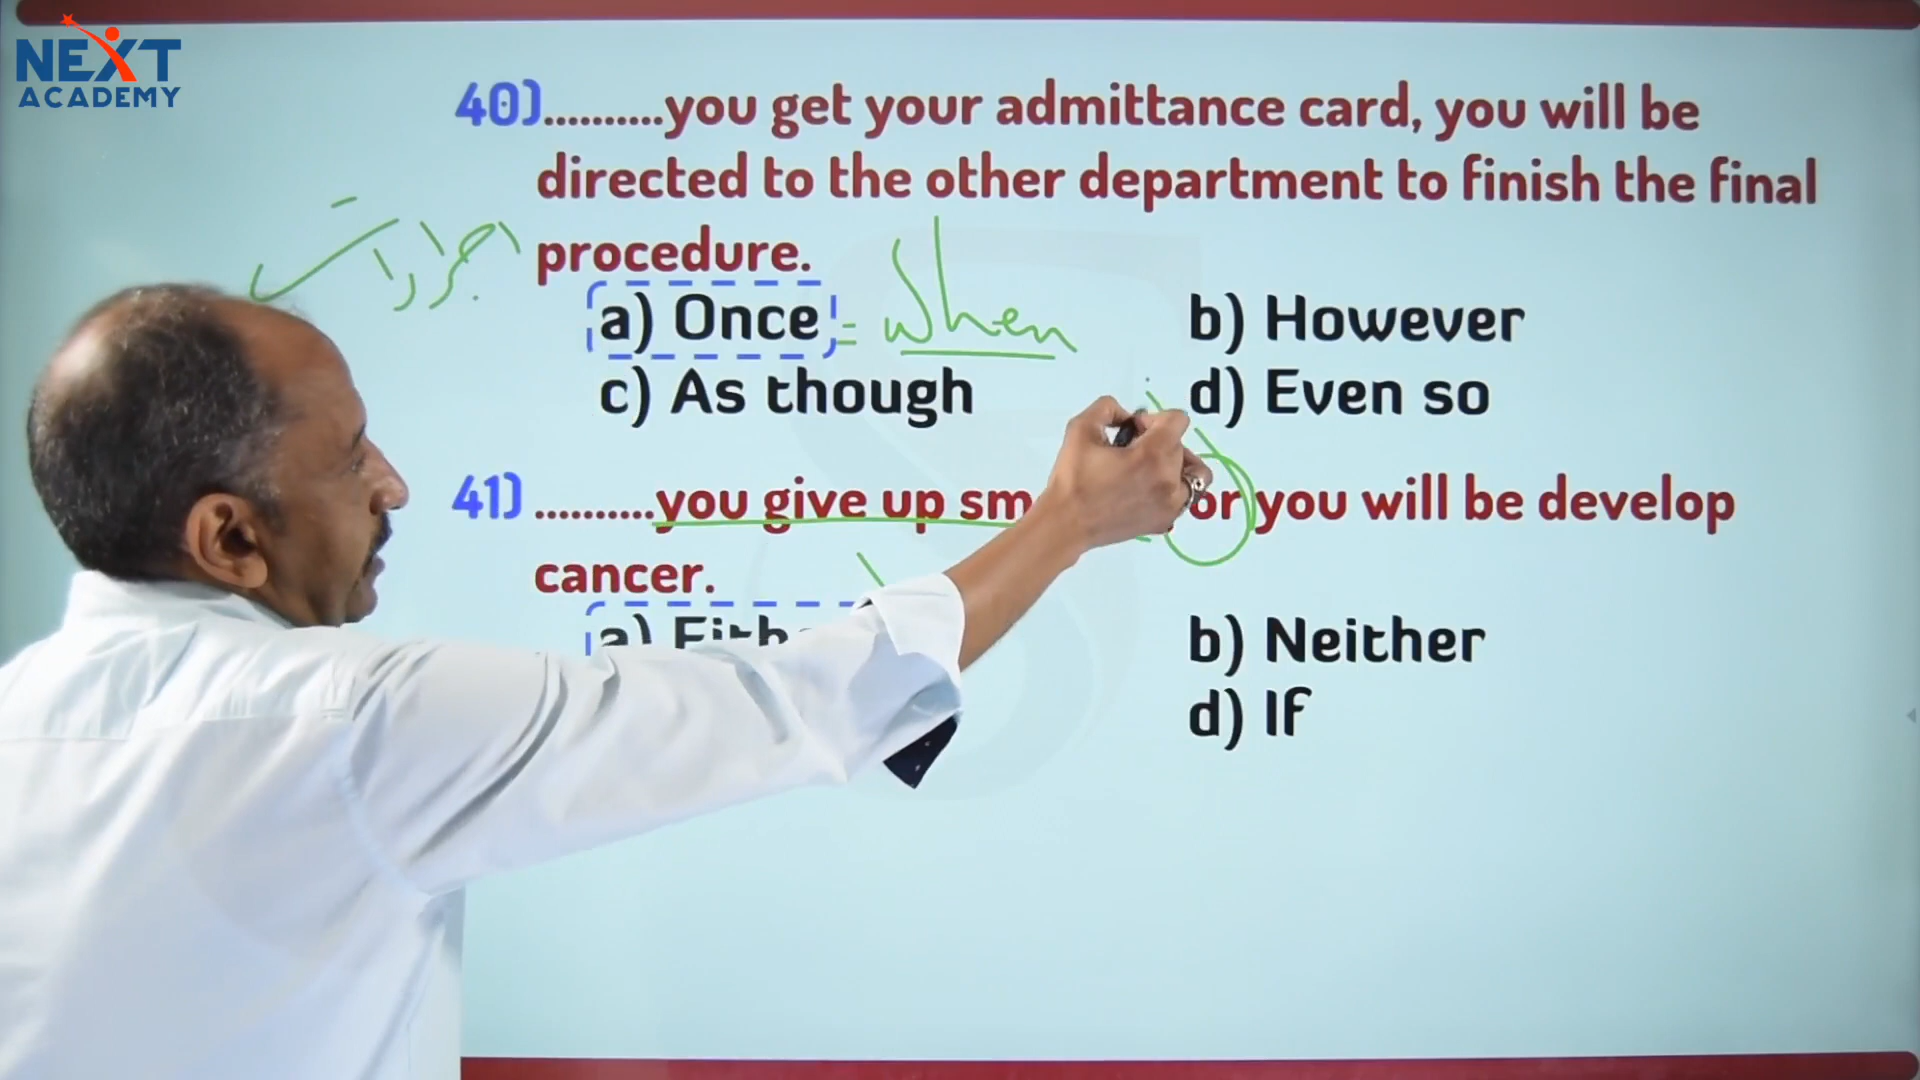 NEXT
ACADEMY
40)..........you get your admittance card, you will be
directed to the other department to finish the final
procedure.
اجراءات
a) Once = when
b) However
c) As though
d) Even so
41) ..........you give up sm or you will be develop
cancer.
a) Eith
b) Neither
d) If